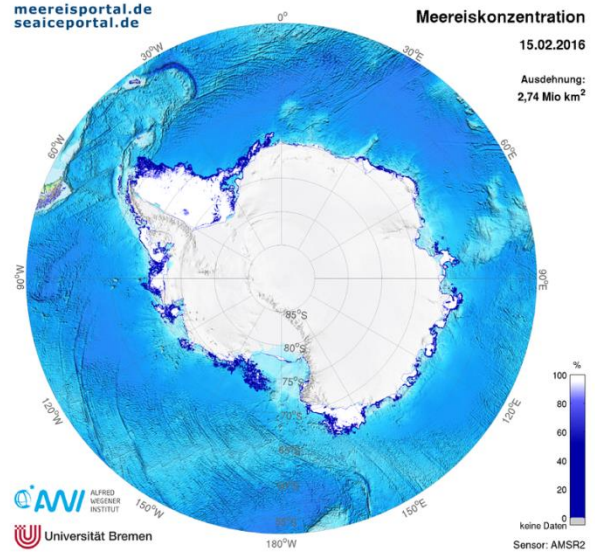 meereisportal.de
seaiceportal.de
Meereiskonzentration
15.02.2016
Ausdehnung:
2,74 Mio km²
0°
30°W
30°E
60°W
60°E
90°W
90°E
85°S
80°S
75°S
70°S
120°W
120°E
150°W
150°E
180°W
%
100
80
60
40
20
0
keine Daten
Sensor: AMSR2
AWI
ALFRED
WEGENER
INSTITUT
Universität Bremen